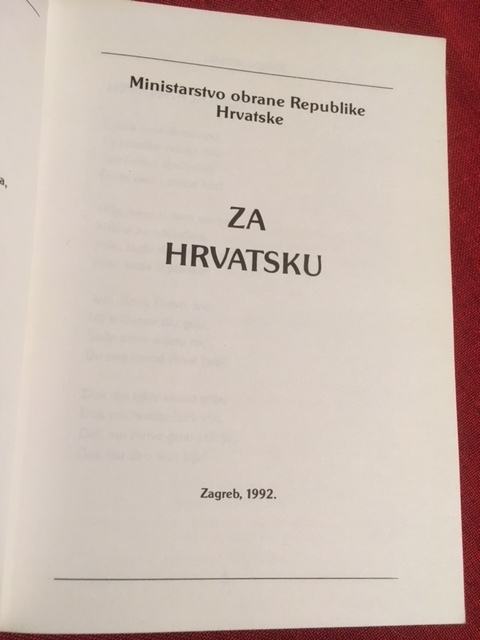 Ministarstvo obrane Republike
Hrvatske
ZA
HRVATSKU
Zagreb, 1992.